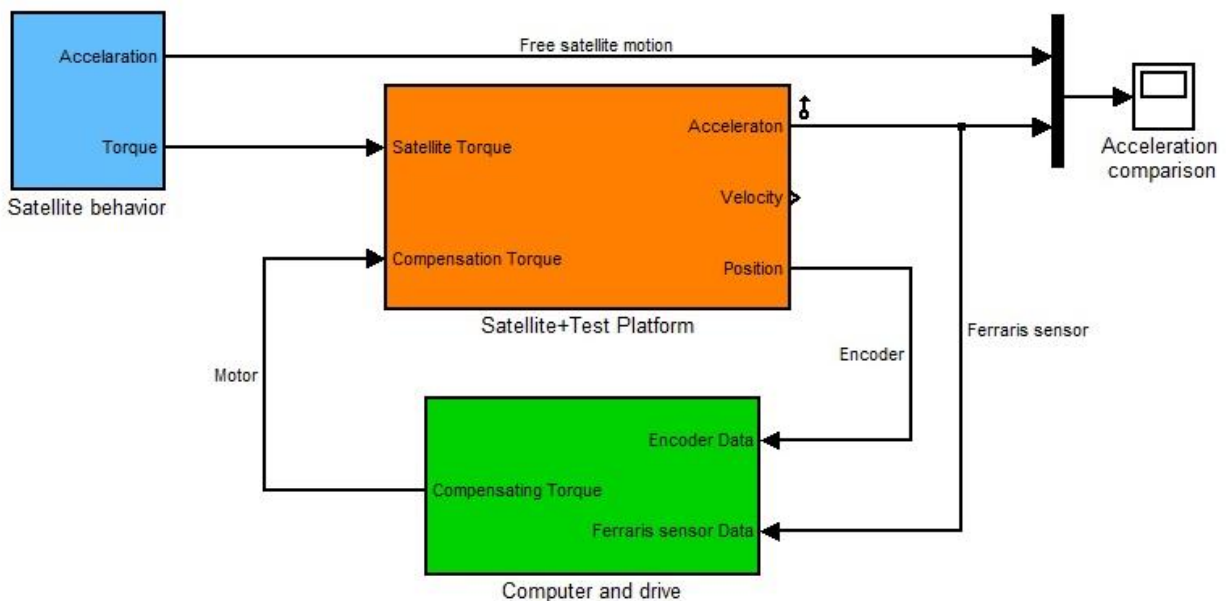 Free satellite motion
Accelaration
Torque
Satellite behavior
Acceleraton
Satellite Torque
Velocity
Compensation Torque
Position
Satellite+Test Platform
Acceleration
comparison
Ferraris sensor
Encoder
Motor
Encoder Data
Compensating Torque
Ferraris sensor Data
Computer and drive